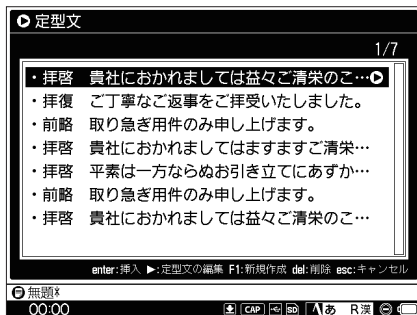 定型文
1/7
・拝啓 貴社におかれましては益々ご清栄のこ…
・拝復 ご丁寧なご返事をご拝受いたしました。
・前略 取り急ぎ用件のみ申し上げます。
・拝啓 貴社におかれましてはますますご清栄…
・拝啓 平素は一方ならぬお引き立てにあずか…
・前略 取り急ぎ用件のみ申し上げます。
・拝啓 貴社におかれましては益々ご清栄のこ…
enter:挿入 ▶:定型文の編集 F1:新規作成 del:削除 esc:キャンセル
無題*
00:00 CAP SD あ R漢